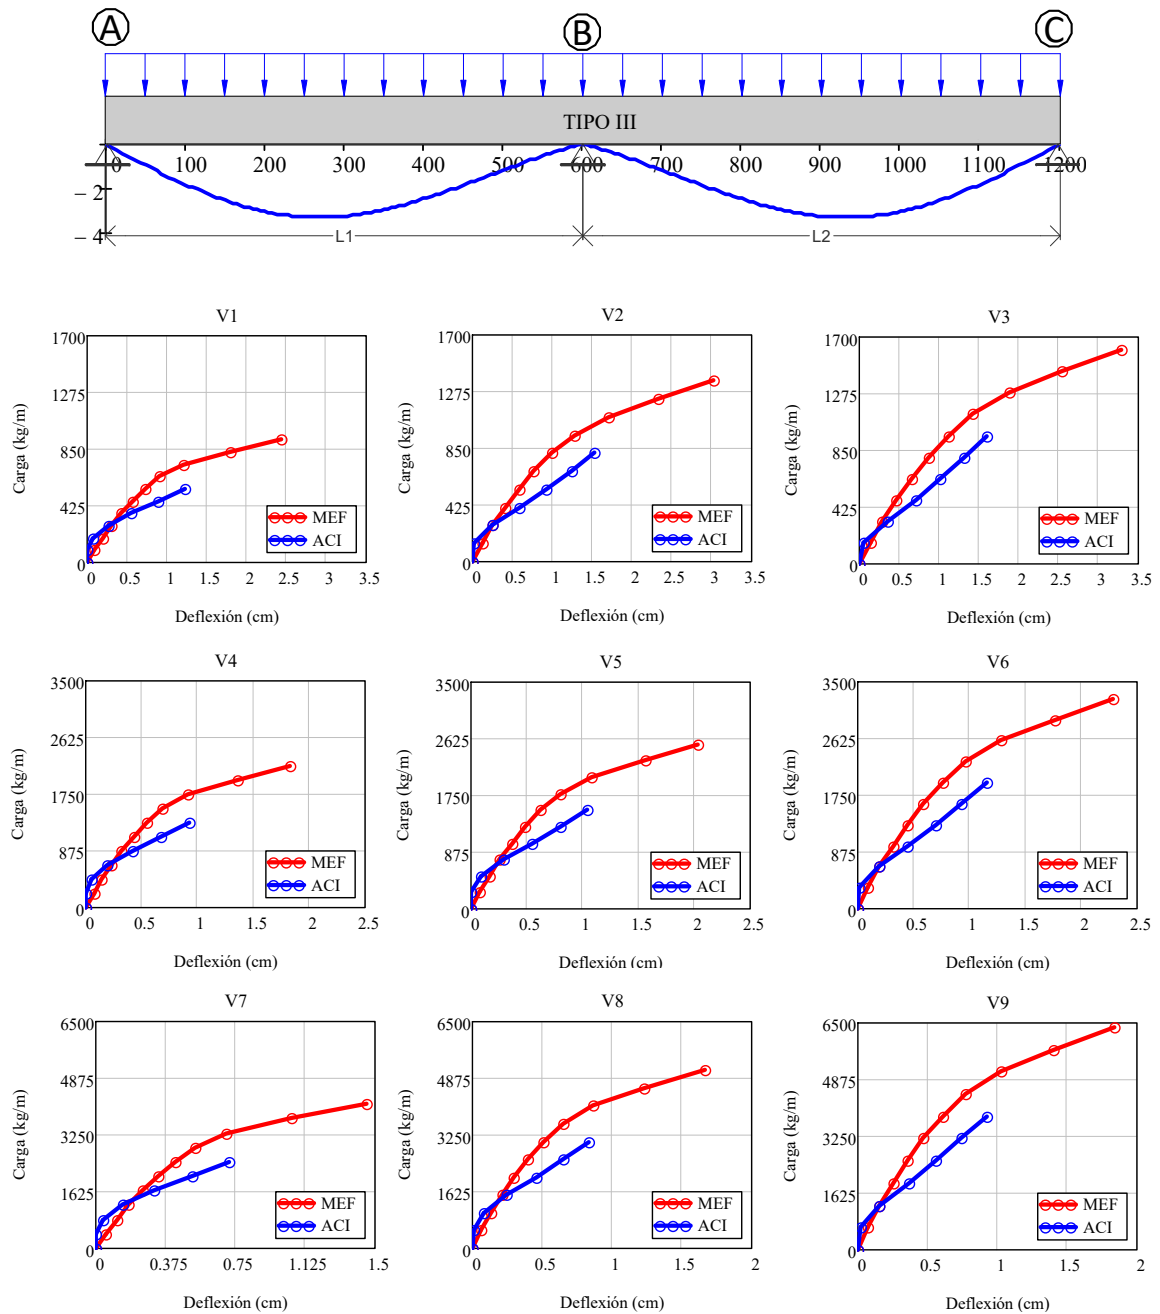 A B C
TIPO III
0 100 200 300 400 500 600 700 800 900 1000 1100 1200
− 2
− 4
L1 L2
V1
1700
1275
850
425
0
0 0.5 1 1.5 2 2.5 3 3.5
Carga (kg/m)
Deflexión (cm)
MEF
ACI
V2
1700
1275
850
425
0
0 0.5 1 1.5 2 2.5 3 3.5
Carga (kg/m)
Deflexión (cm)
MEF
ACI
V3
1700
1275
850
425
0
0 0.5 1 1.5 2 2.5 3 3.5
Carga (kg/m)
Deflexión (cm)
MEF
ACI
V4
3500
2625
1750
875
0
0 0.5 1 1.5 2 2.5
Carga (kg/m)
Deflexión (cm)
MEF
ACI
V5
3500
2625
1750
875
0
0 0.5 1 1.5 2 2.5
Carga (kg/m)
Deflexión (cm)
MEF
ACI
V6
3500
2625
1750
875
0
0 0.5 1 1.5 2 2.5
Carga (kg/m)
Deflexión (cm)
MEF
ACI
V7
6500
4875
3250
1625
0
0 0.375 0.75 1.125 1.5
Carga (kg/m)
Deflexión (cm)
MEF
ACI
V8
6500
4875
3250
1625
0
0 0.5 1 1.5 2
Carga (kg/m)
Deflexión (cm)
MEF
ACI
V9
6500
4875
3250
1625
0
0 0.5 1 1.5 2
Carga (kg/m)
Deflexión (cm)
MEF
ACI